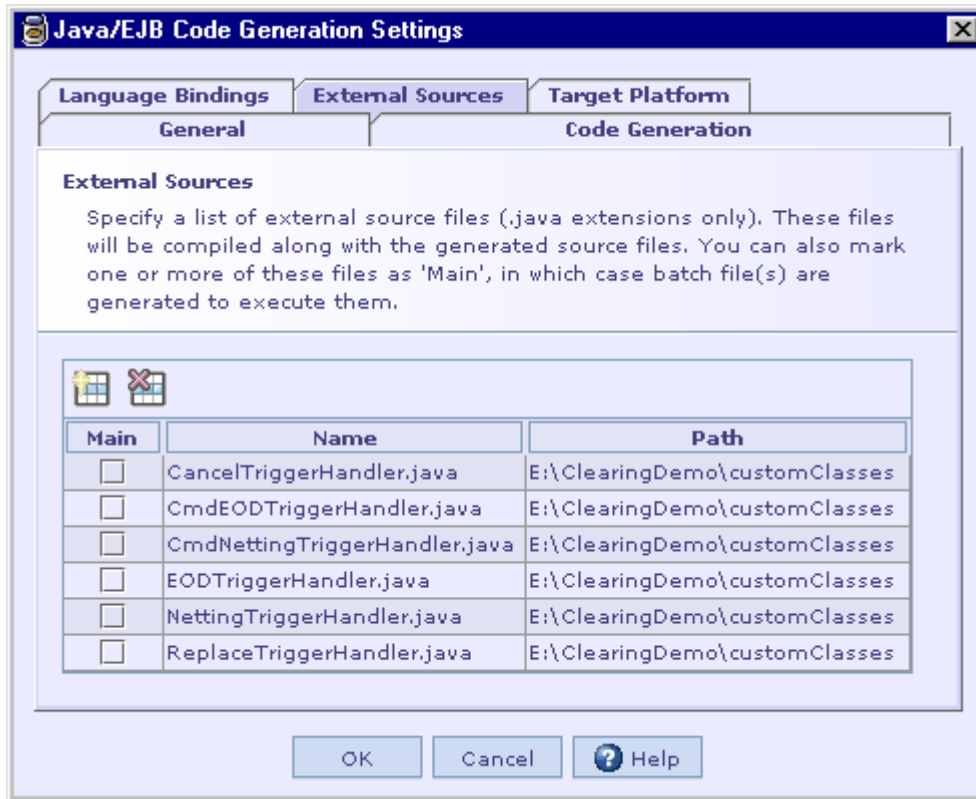 Java/EJB Code Generation Settings
Language Bindings External Sources Target Platform
General Code Generation
External Sources
Specify a list of external source files (.java extensions only). These files
will be compiled along with the generated source files. You can also mark
one or more of these files as 'Main', in which case batch file(s) are
generated to execute them.
Main Name Path
CancelTriggerHandler.java E:\ClearingDemo\customClasses
CmdEODTriggerHandler.java E:\ClearingDemo\customClasses
CmdNettingTriggerHandler.java E:\ClearingDemo\customClasses
EODTriggerHandler.java E:\ClearingDemo\customClasses
NettingTriggerHandler.java E:\ClearingDemo\customClasses
ReplaceTriggerHandler.java E:\ClearingDemo\customClasses
OK Cancel Help